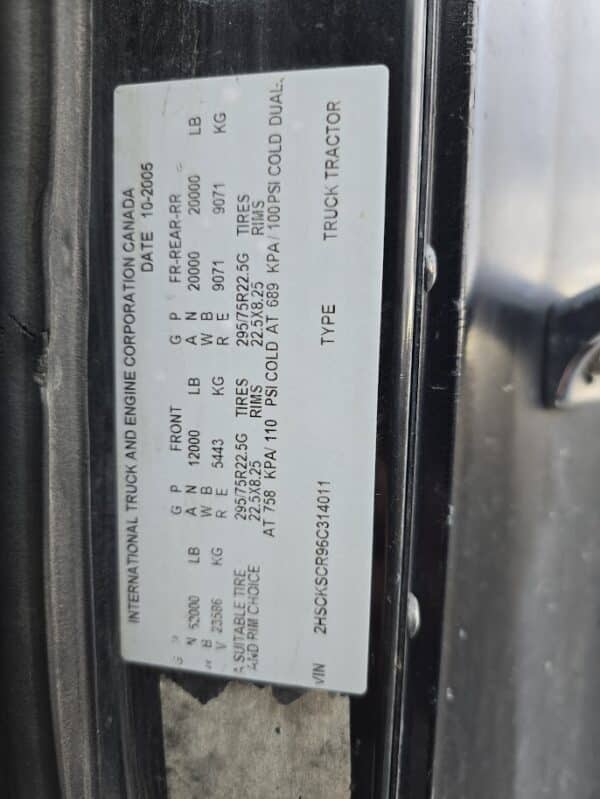 INTERNATIONAL TRUCK AND ENGINE CORPORATION CANADA
DATE 10-2005
G P FRONT G P FR-REAR-RR
N 52000 LB A N 12000 LB A N 20000 20000 LB
B W B W B
V 23586 KG R E 5443 KG R E 9071 9071 KG
A SUITABLE TIRE 295/75R22.5G TIRES 295/75R22.5G TIRES
AND RIM CHOICE 22.5X8.25 RIMS 22.5X8.25 RIMS
AT 758 KPA/ 110 PSI COLD AT 689 KPA / 100PSI COLD DUAL.
VIN 2HSCKSCR96C314011 TYPE TRUCK TRACTOR